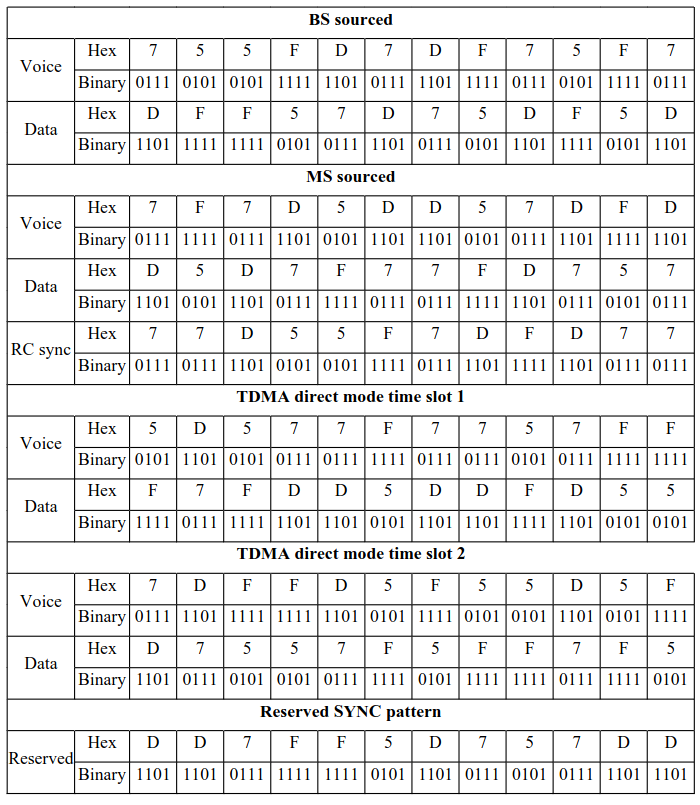 BS sourced
Voice Hex 7 5 5 F D 7 D F 7 5 F 7
Binary 0111 0101 0101 1111 1101 0111 1101 1111 0111 0101 1111 0111
Data Hex D F F 5 7 D 7 5 D F 5 D
Binary 1101 1111 1111 0101 0111 1101 0111 0101 1101 1111 0101 1101
MS sourced
Voice Hex 7 F 7 D 5 D D 5 7 D F D
Binary 0111 1111 0111 1101 0101 1101 1101 0101 0111 1101 1111 1101
Data Hex D 5 D 7 F 7 7 F D 7 5 7
Binary 1101 0101 1101 0111 1111 0111 0111 1111 1101 0111 0101 0111
RC sync Hex 7 7 D 5 5 F 7 D F D 7 7
Binary 0111 0111 1101 0101 0101 1111 0111 1101 1111 1101 0111 0111
TDMA direct mode time slot 1
Voice Hex 5 D 5 7 7 F 7 7 5 7 F F
Binary 0101 1101 0101 0111 0111 1111 0111 0111 0101 0111 1111 1111
Data Hex F 7 F D D 5 D D F D 5 5
Binary 1111 0111 1111 1101 1101 0101 1101 1101 1111 1101 0101 0101
TDMA direct mode time slot 2
Voice Hex 7 D F F D 5 F 5 5 D 5 F
Binary 0111 1101 1111 1111 1101 0101 1111 0101 0101 1101 0101 1111
Data Hex D 7 5 5 7 F 5 F F 7 F 5
Binary 1101 0111 0101 0101 0111 1111 0101 1111 1111 0111 1111 0101
Reserved SYNC pattern
Reserved Hex D D 7 F F 5 D 7 5 7 D D
Binary 1101 1101 0111 1111 1111 0101 1101 0111 0101 0111 1101 1101